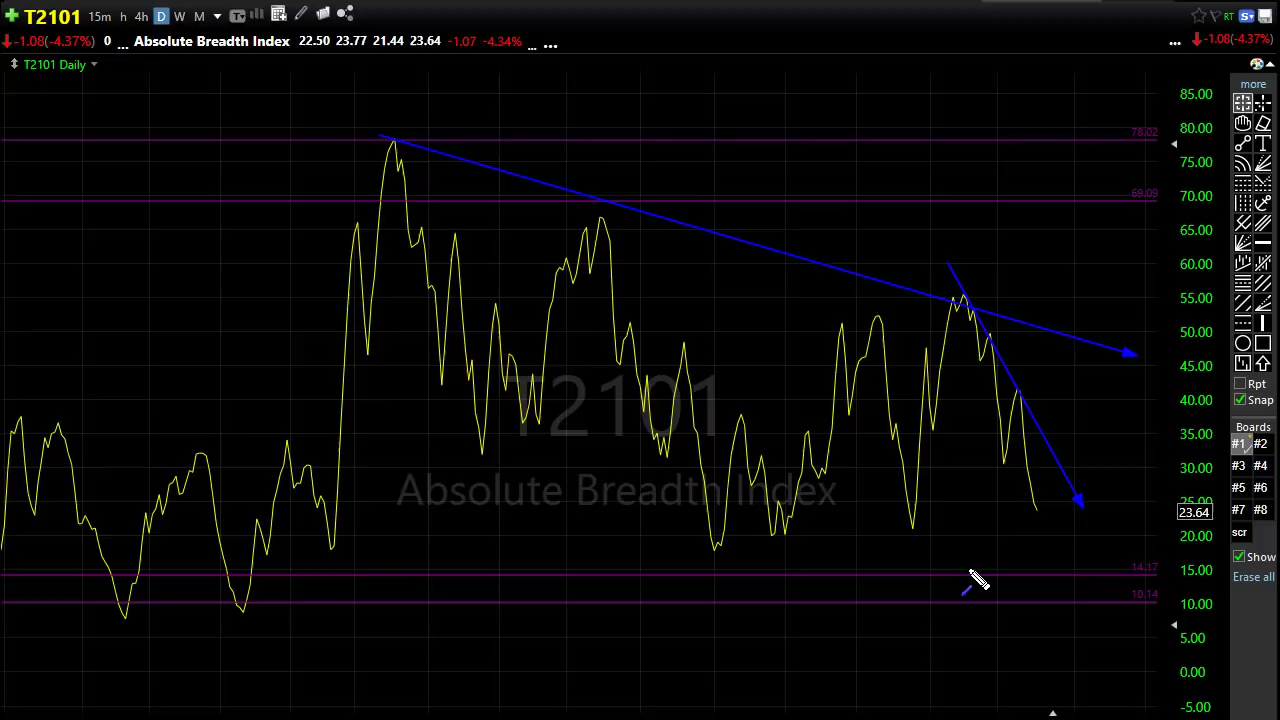 T2101 15m h 4h D W M Tv RT S
-1.08(-4.37%) 0 ... Absolute Breadth Index 22.50 23.77 21.44 23.64 -1.07 -4.34% ... ... ... -1.08(-4.37%)
T2101 Daily
more
85.00
78.02 80.00
75.00
69.09 70.00
65.00
60.00
55.00
50.00
45.00
40.00
35.00
30.00
25.00
23.64
20.00
14.17 15.00
10.14 10.00
5.00
0.00
-5.00
T2101
Absolute Breadth Index
Rpt
Snap
Boards
#1 #2
#3 #4
#5 #6
#7 #8
scr
Show
Erase all